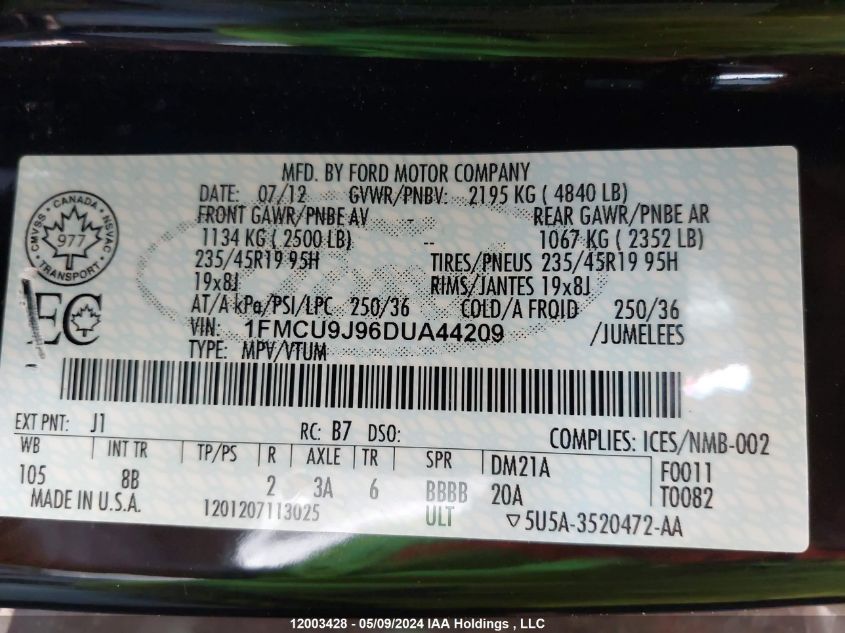 MFD. BY FORD MOTOR COMPANY
DATE: 07/12 GVWR/PNBV: 2195 KG ( 4840 LB)
FRONT GAWR/PNBE AV - REAR GAWR/PNBE AR
1134 KG ( 2500 LB) -- 1067 KG ( 2352 LB)
235/45R19 95H TIRES/PNEUS 235/45R19 95H
19x8J RIMS/JANTES 19x8J
AT/A kPa/PSI/LPC 250/36 COLD/A FROID 250/36
VIN: 1FMCU9J96DUA44209 /JUMELEES
TYPE: MPV/VTUM
CANADA
CMVSS NSVAC
977
TRANSPORT
EC
EXT PNT: J1 RC: B7 DSO: COMPLIES: ICES/NMB-002
WB INT TR TP/PS R AXLE TR SPR DM21A F0011
105 8B 2 3A 6 BBBB 20A T0082
MADE IN U.S.A. 1201207113025 ULT ▽5U5A-3520472-AA
12003428 - 05/09/2024 IAA Holdings , LLC